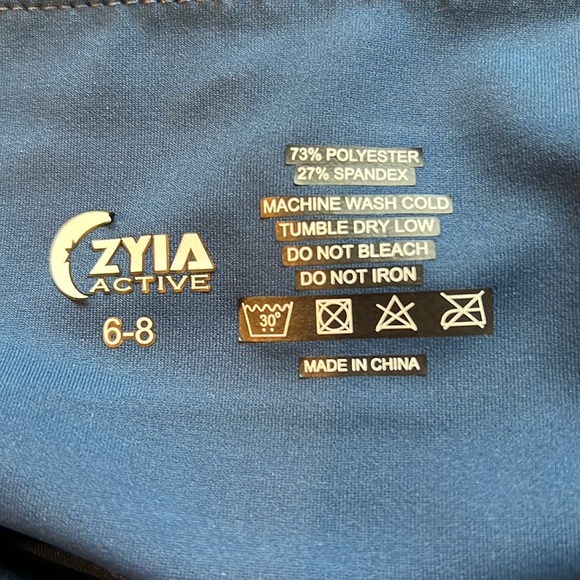 ZYIA
ACTIVE
6-8
73% POLYESTER
27% SPANDEX
MACHINE WASH COLD
TUMBLE DRY LOW
DO NOT BLEACH
DO NOT IRON
30°
MADE IN CHINA